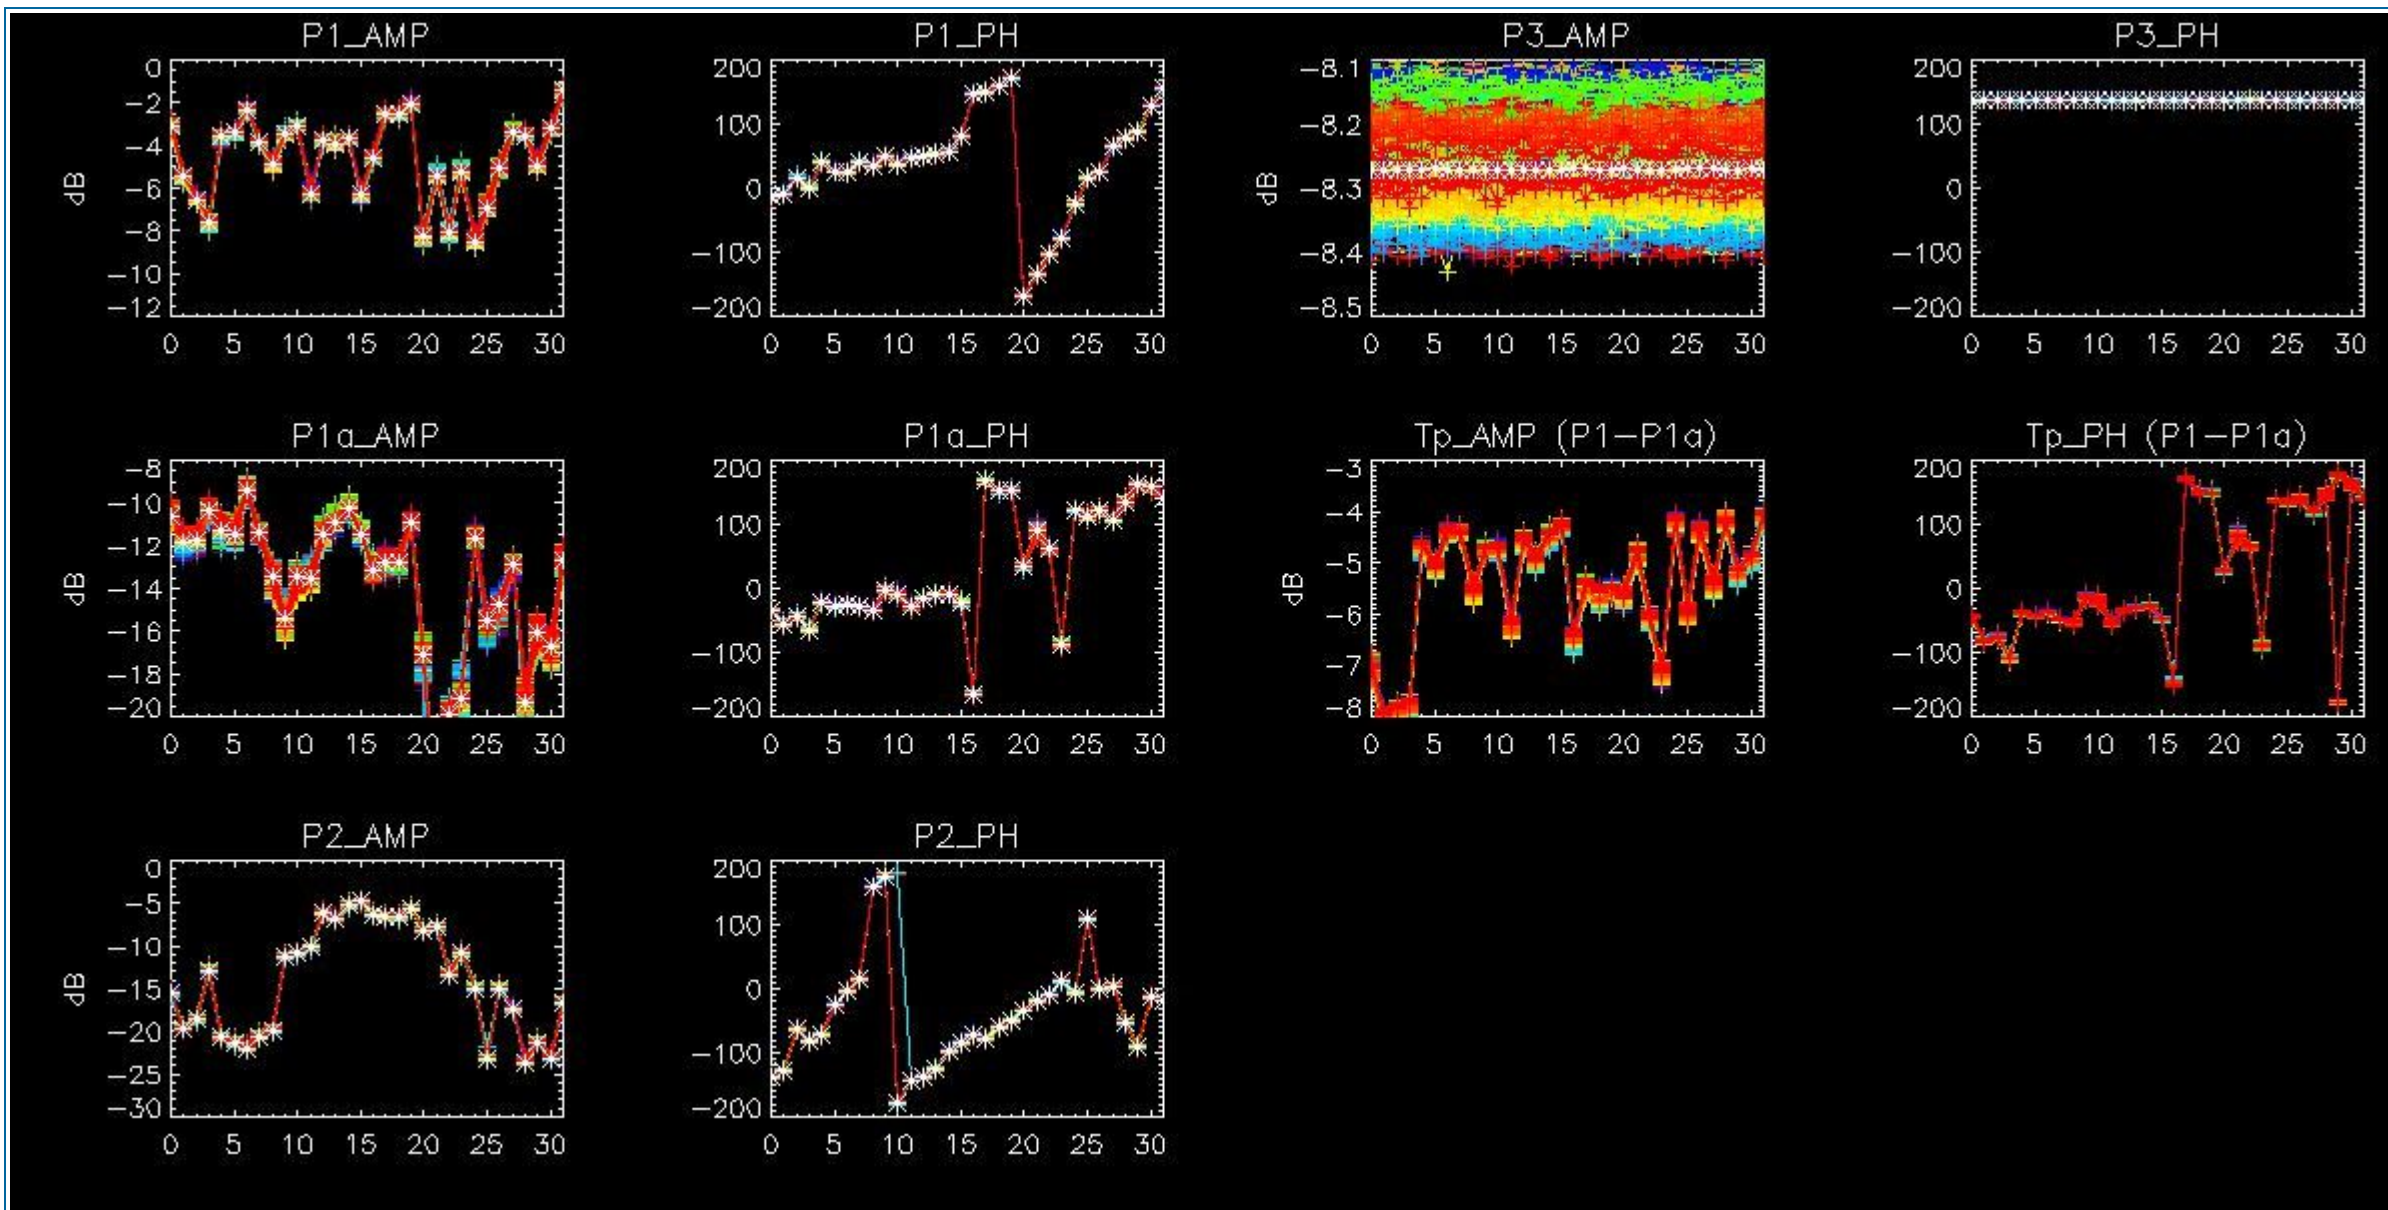 P1_AMP P1_PH P3_AMP P3_PH
0 200 -8.1 200
-2
-4 100 -8.2 100
dB -6 0 dB -8.3 0
-8
-10 -100 -8.4 -100
-12 -200 -8.5 -200
0 5 10 15 20 25 30 0 5 10 15 20 25 30 0 5 10 15 20 25 30 0 5 10 15 20 25 30
P1a_AMP P1a_PH Tp_AMP (P1-P1a) Tp_PH (P1-P1a)
-8 200 -3 200
-10 100 -4 100
-12
dB -14 0 dB -5 0
-16 -100 -6 -100
-18 -7
-20 -200 -8 -200
0 5 10 15 20 25 30 0 5 10 15 20 25 30 0 5 10 15 20 25 30 0 5 10 15 20 25 30
P2_AMP P2_PH
0 200
-5 100
-10
dB -15 0
-20 -100
-25
-30 -200
0 5 10 15 20 25 30 0 5 10 15 20 25 30